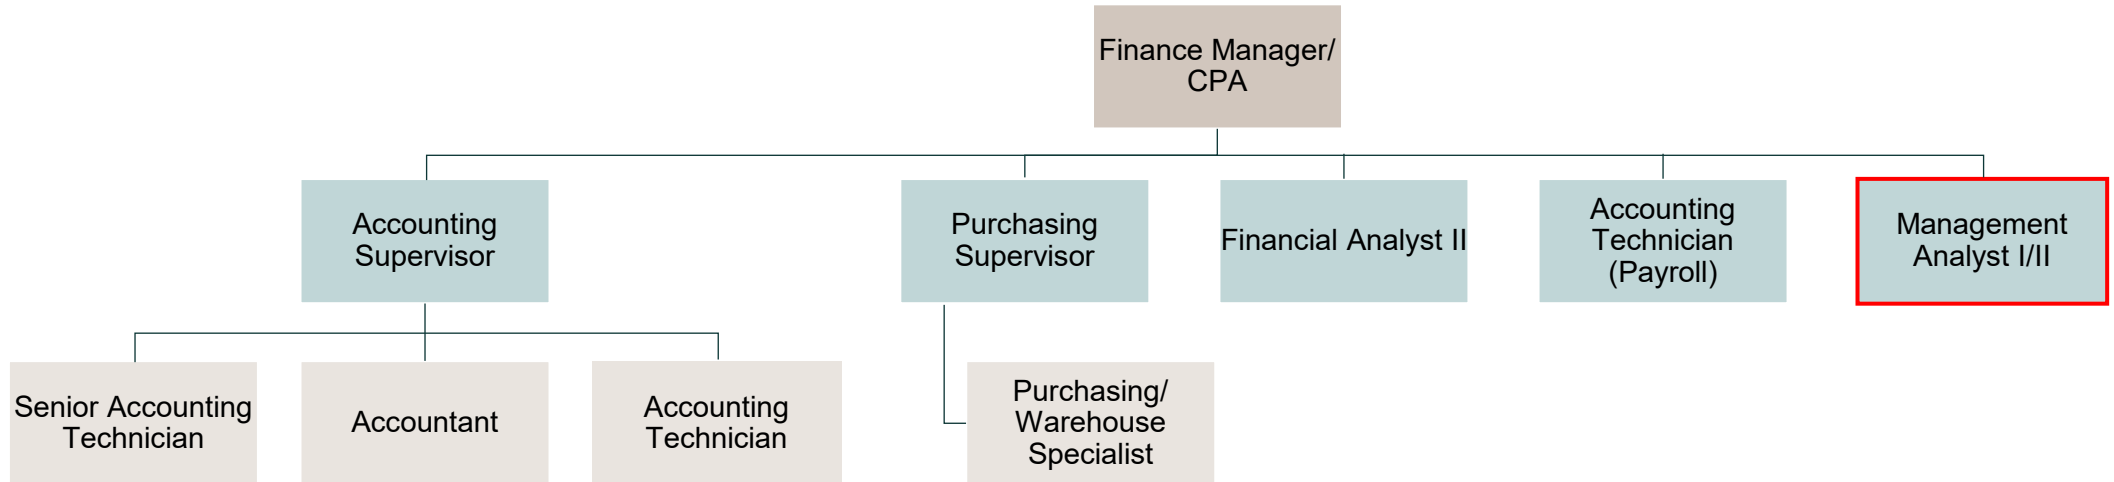 Finance Manager/
CPA
Accounting
Supervisor
Purchasing
Supervisor
Financial Analyst II
Accounting
Technician
(Payroll)
Management
Analyst I/II
Senior Accounting
Technician
Accountant
Accounting
Technician
Purchasing/
Warehouse
Specialist